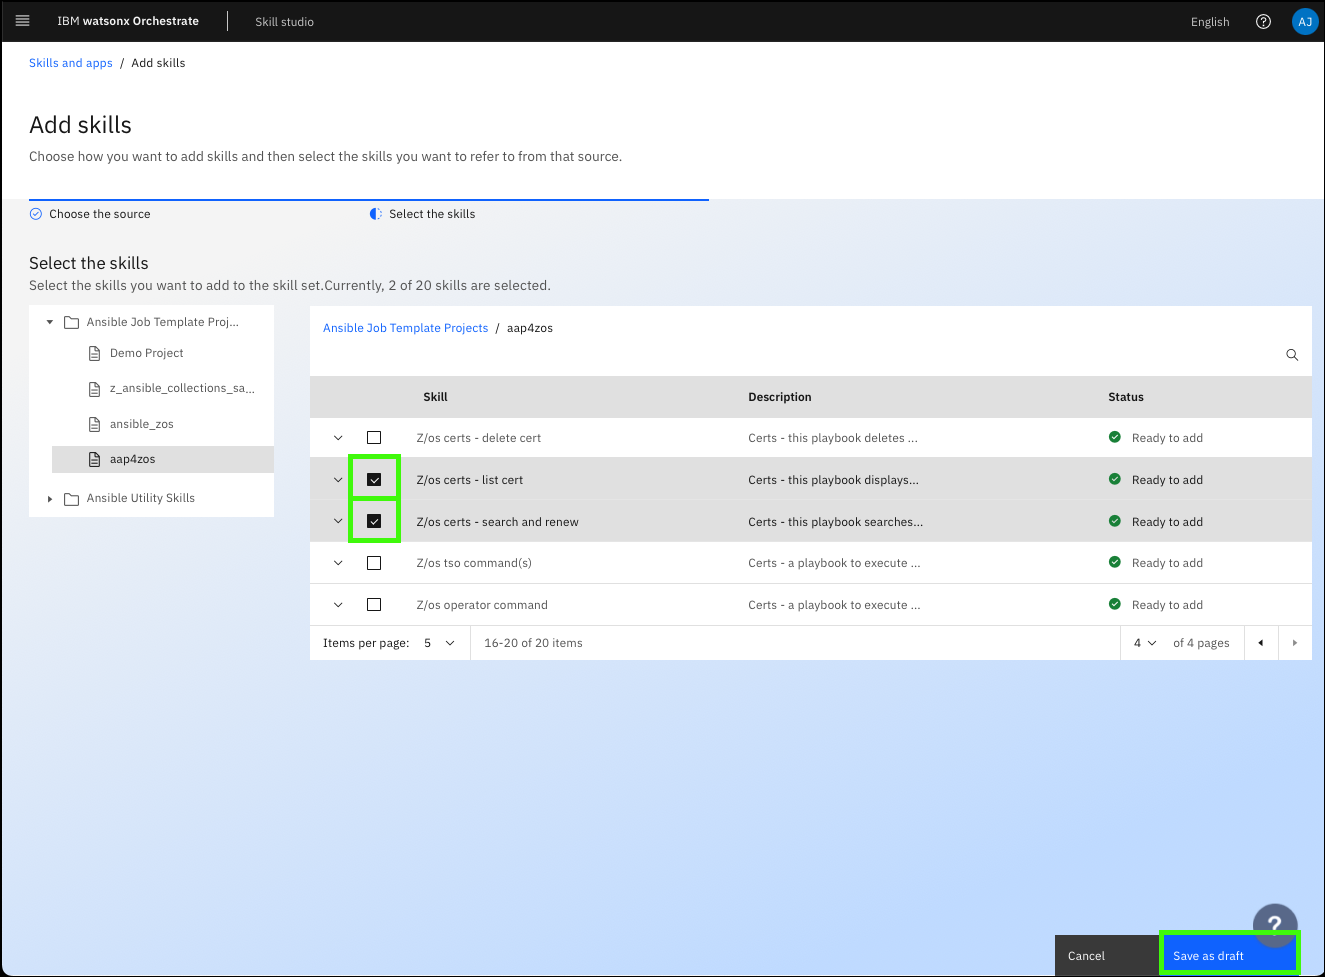 IBM watsonx Orchestrate Skill studio English AJ
Skills and apps / Add skills
Add skills
Choose how you want to add skills and then select the skills you want to refer to from that source.
Choose the source Select the skills
Select the skills
Select the skills you want to add to the skill set.Currently, 2 of 20 skills are selected.
Ansible Job Template Proj...
Demo Project
z_ansible_collections_sa...
ansible_zos
aap4zos
Ansible Utility Skills
Ansible Job Template Projects / aap4zos
Skill Description Status
Z/os certs - delete cert Certs - this playbook deletes ... Ready to add
Z/os certs - list cert Certs - this playbook displays... Ready to add
Z/os certs - search and renew Certs - this playbook searches... Ready to add
Z/os tso command(s) Certs - a playbook to execute ... Ready to add
Z/os operator command Certs - a playbook to execute ... Ready to add
Items per page: 5 16-20 of 20 items 4 of 4 pages
?
Cancel Save as draft